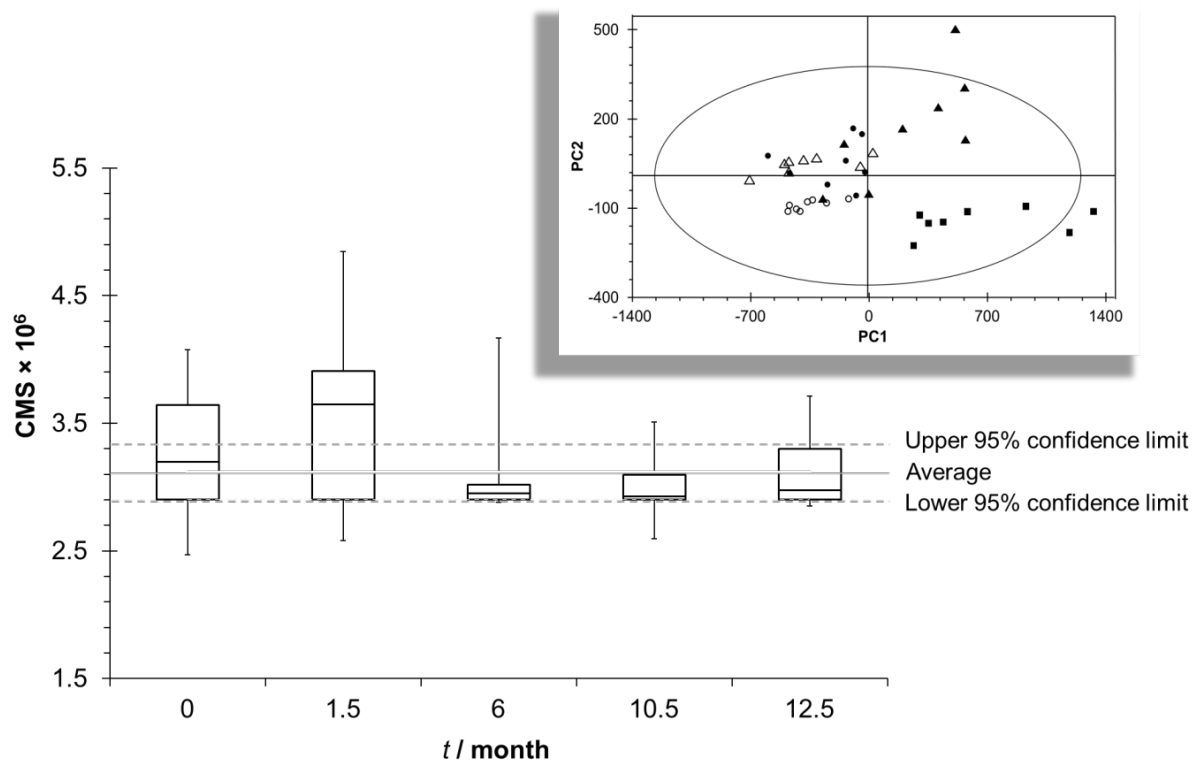 500
200
-100
-400
PC2
-1400 -700 0 700 1400
PC1
5.5
4.5
3.5
2.5
1.5
CMS × 10⁶
Upper 95% confidence limit
Average
Lower 95% confidence limit
0 1.5 6 10.5 12.5
t / month